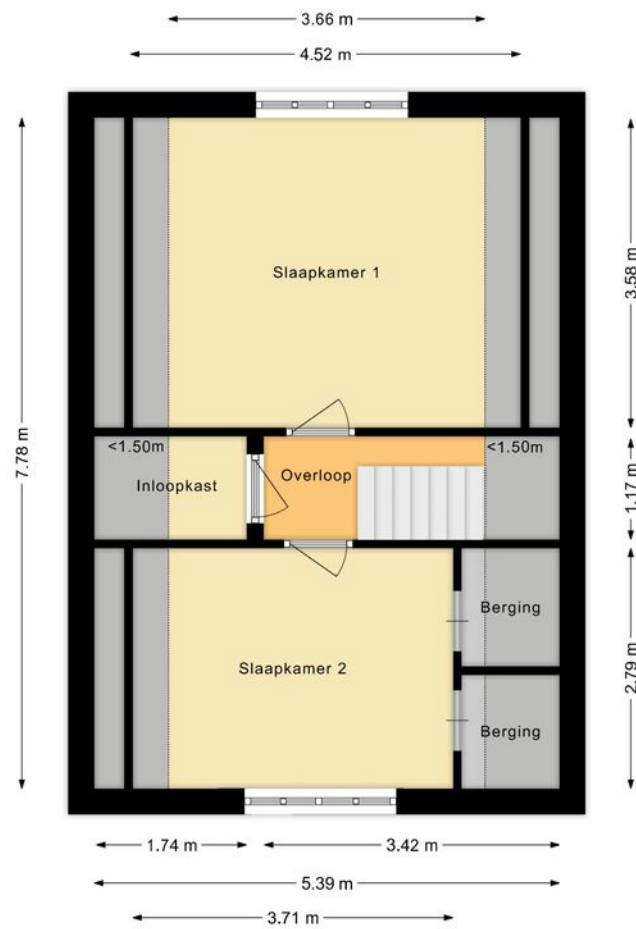 3.66 m
4.52 m
Slaapkamer 1
3.58 m
7.78 m
<1.50m
<1.50m
Overloop
Inloopkast
1.17 m
Berging
Slaapkamer 2
2.79 m
Berging
1.74 m
3.42 m
5.39 m
3.71 m